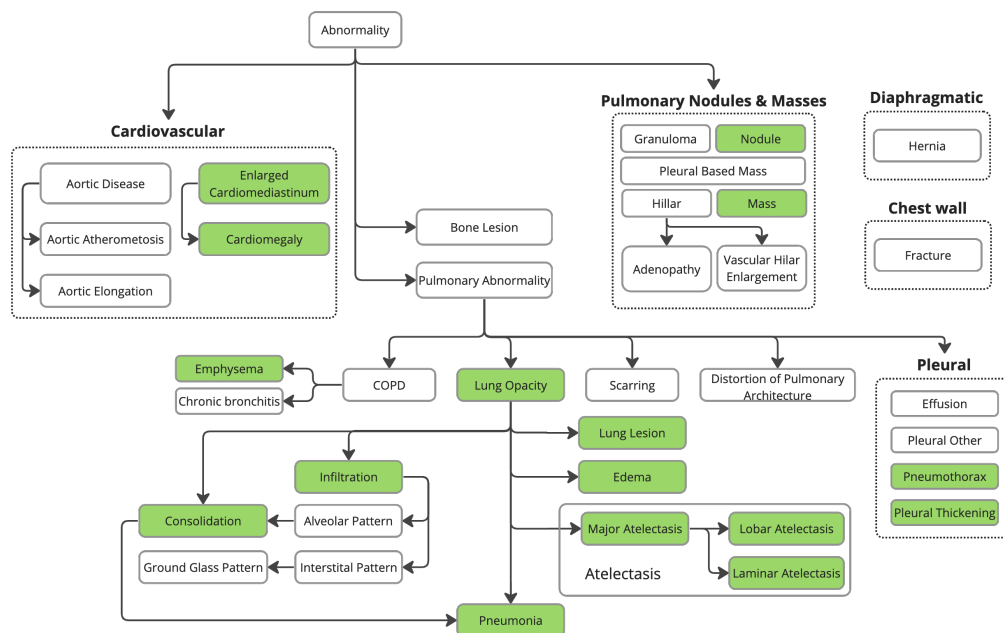 Abnormality
Cardiovascular
Aortic Disease
Enlarged
Cardiomediastinum
Aortic Atherometosis
Cardiomegaly
Aortic Elongation
Bone Lesion
Pulmonary Abnormality
Pulmonary Nodules & Masses
Granuloma
Nodule
Pleural Based Mass
Hillar
Mass
Adenopathy
Vascular Hilar
Enlargement
Diaphragmatic
Hernia
Chest wall
Fracture
Emphysema
Chronic bronchitis
COPD
Lung Opacity
Scarring
Distortion of Pulmonary
Architecture
Pleural
Effusion
Pleural Other
Pneumothorax
Pleural Thickening
Lung Lesion
Edema
Infiltration
Consolidation
Alveolar Pattern
Ground Glass Pattern
Interstital Pattern
Major Atelectasis
Lobar Atelectasis
Laminar Atelectasis
Atelectasis
Pneumonia